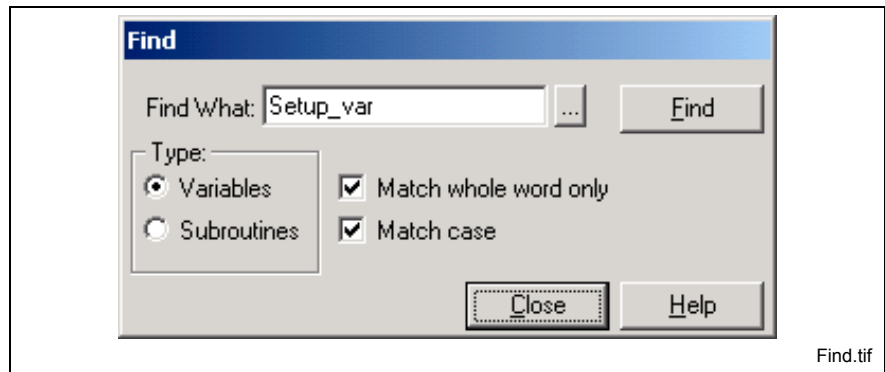 Find
Find What: Setup_var ... Find
Type:
Variables Match whole word only
Subroutines Match case
Close Help
Find.tif